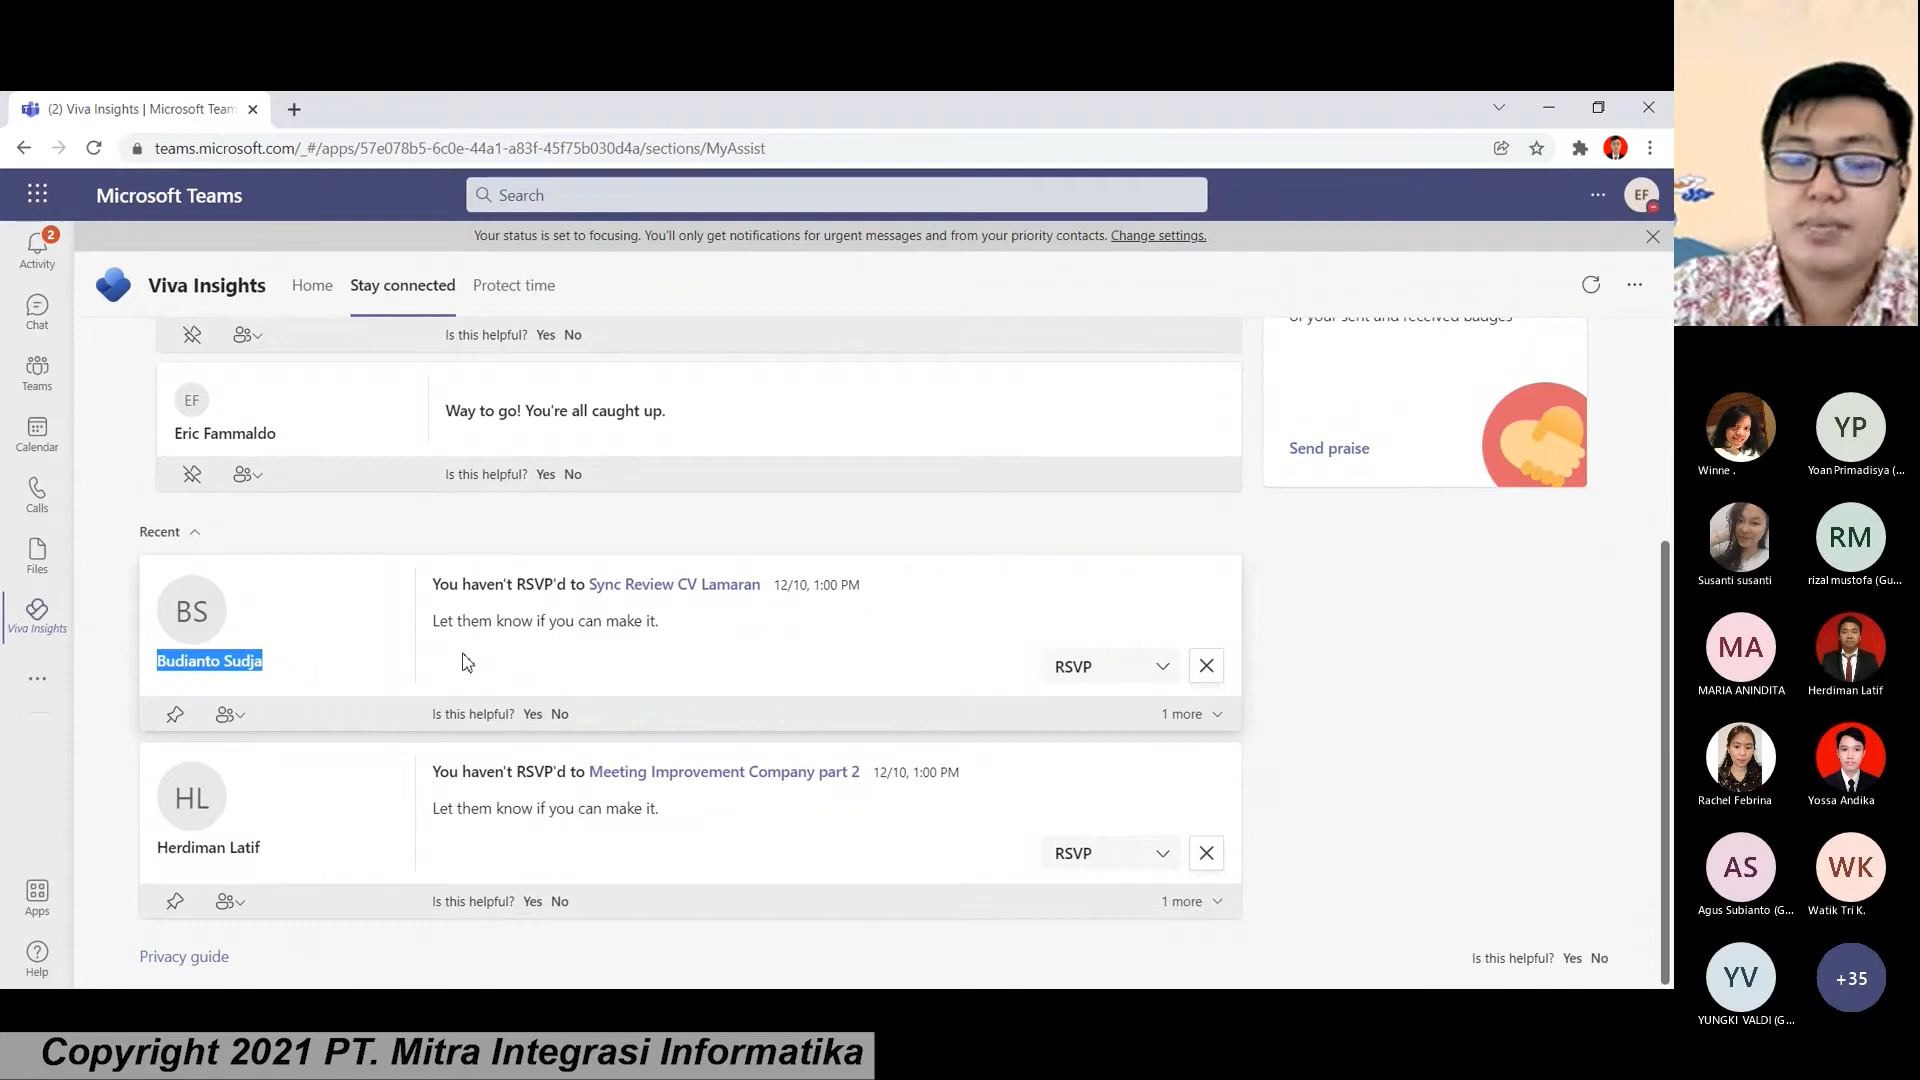 (2) Viva Insights | Microsoft Team
teams.microsoft.com/_#/apps/57e078b5-6c0e-44a1-a83f-45f75b030d4a/sections/MyAssist
Microsoft Teams
Search
EF
Your status is set to focusing. You'll only get notifications for urgent messages and from your priority contacts. Change settings.
2
Activity
Chat
Teams
Calendar
Calls
Files
Viva Insights
Apps
Help
Viva Insights
Home
Stay connected
Protect time
of your sent and received badges
Is this helpful? Yes No
EF
Eric Fammaldo
Way to go! You're all caught up.
Is this helpful? Yes No
Send praise
Recent
BS
Budianto Sudja
You haven't RSVP'd to Sync Review CV Lamaran 12/10, 1:00 PM
Let them know if you can make it.
RSVP
Is this helpful? Yes No
1 more
HL
Herdiman Latif
You haven't RSVP'd to Meeting Improvement Company part 2 12/10, 1:00 PM
Let them know if you can make it.
RSVP
Is this helpful? Yes No
1 more
Privacy guide
Is this helpful? Yes No
Winne .
YP
Yoan Primadisya (...
Susanti susanti
RM
rizal mustofa (Gu...
MA
MARIA ANINDITA
Herdiman Latif
Rachel Febrina
Yossa Andika
AS
Agus Subianto (G...
WK
Watik Tri K.
YV
YUNGKI VALDI (G...
+35
Copyright 2021 PT. Mitra Integrasi Informatika